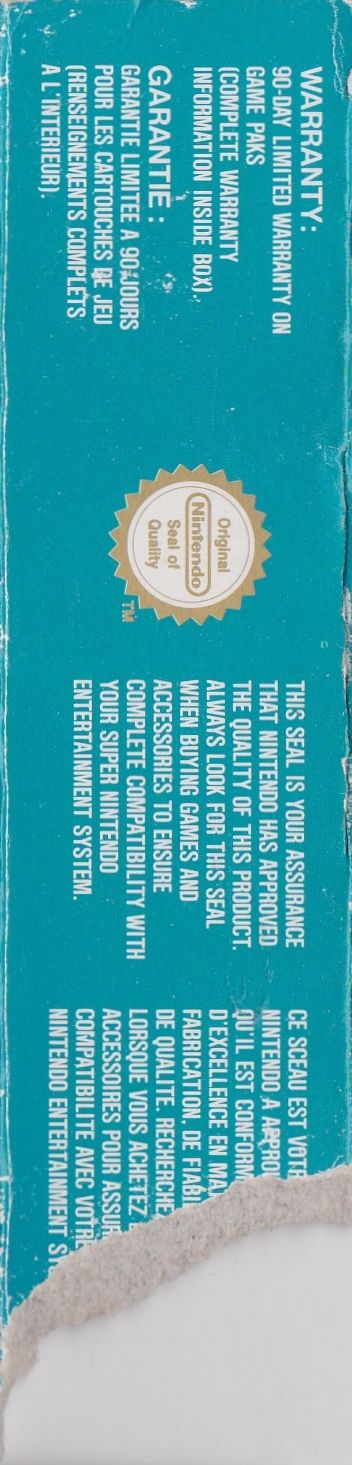 WARRANTY:
90-DAY LIMITED WARRANTY ON
GAME PAKS
(COMPLETE WARRANTY
INFORMATION INSIDE BOX).
GARANTIE:
GARANTIE LIMITEE A 90 JOURS
POUR LES CARTOUCHES DE JEU
(RENSEIGNEMENTS COMPLETS
A L'INTERIEUR).
Original
Nintendo
Seal of
Quality
TM
THIS SEAL IS YOUR ASSURANCE
THAT NINTENDO HAS APPROVED
THE QUALITY OF THIS PRODUCT.
ALWAYS LOOK FOR THIS SEAL
WHEN BUYING GAMES AND
ACCESSORIES TO ENSURE
COMPLETE COMPATIBILITY WITH
YOUR SUPER NINTENDO
ENTERTAINMENT SYSTEM.
CE SCEAU EST
NINTENDO A
QU'IL EST
D'EXCELLENCE EN
FABRICATION, DE
DE QUALITE. RECHERCHE
LORSQUE VOUS ACHETEZ
ACCESSOIRES POUR
COMPATIBILITE AVEC VOTRE
NINTENDO ENTERTAINMENT